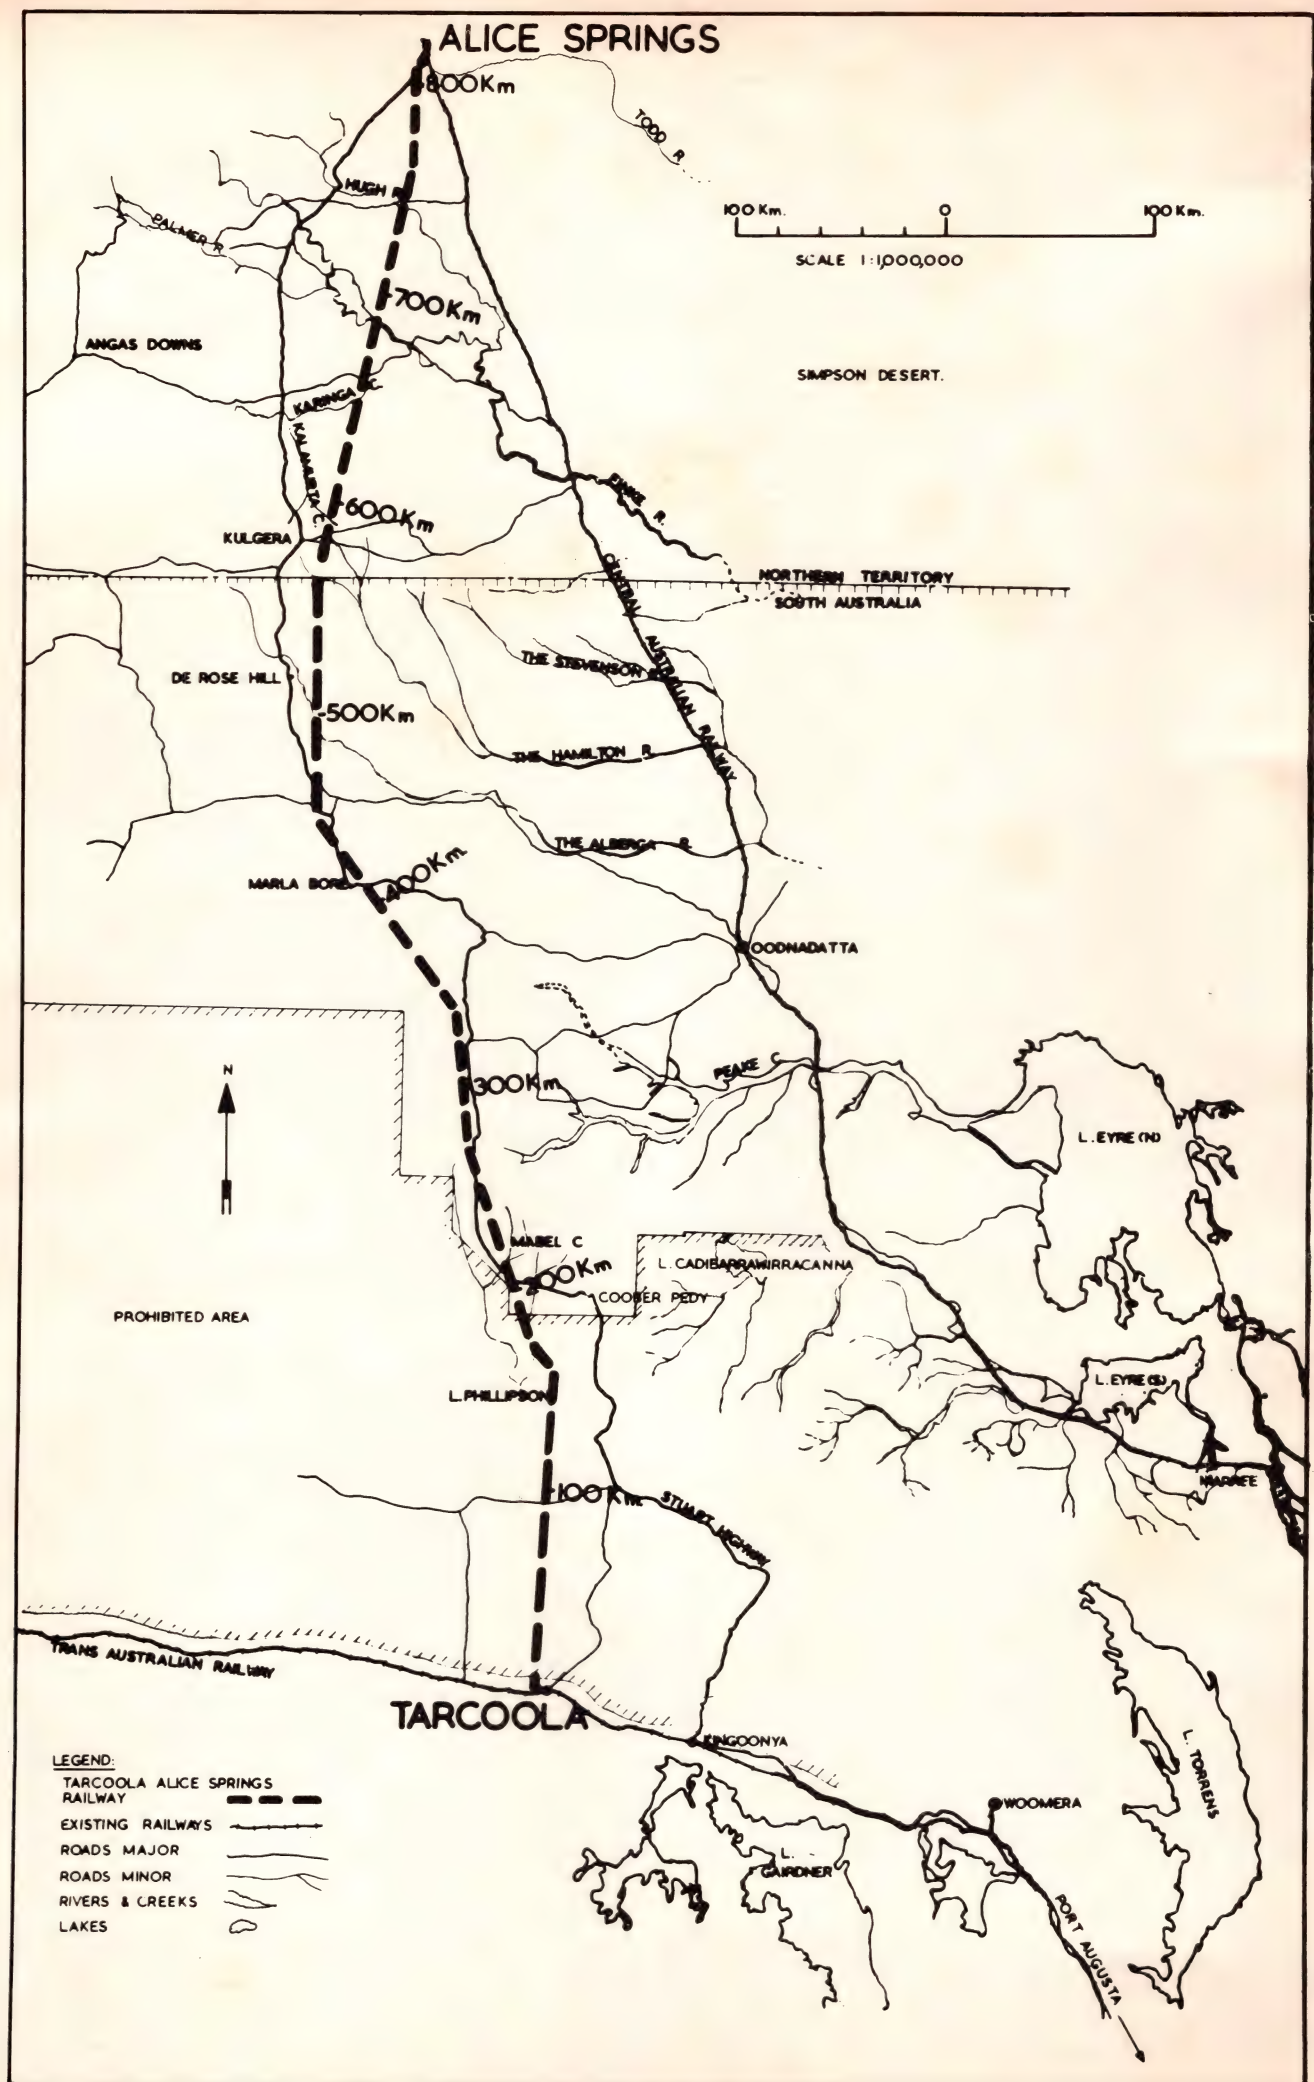 ALICE SPRINGS
800Km
TODD R.
HUGH R.
PALMER R.
100 Km. 0 100 Km.
SCALE 1:1,000,000
700Km
ANGAS DOWNS
SIMPSON DESERT.
KARINGA C.
KALAMURTA C.
600Km
FINKE R.
KULGERA
CENTRAL AUSTRALIAN RAILWAY
NORTHERN TERRITORY
SOUTH AUSTRALIA
THE STEVENSON
DE ROSE HILL
500Km
THE HAMILTON R.
THE ALBERGA R.
400Km
MARLA BORE
OODNADATTA
N
PEAKE C.
300Km
L. EYRE (N)
MABEL C
L. CADIBARRAWIRRACANNA
200Km
COOBER PEDY
PROHIBITED AREA
L. EYRE (S)
L. PHILLIPSON
MARREE
100Km
STUART HIGHWAY
TRANS AUSTRALIAN RAILWAY
TARCOOLA
KINGOONYA
L. TORRENS
WOOMERA
L.
GAIRDNER
PORT AUGUSTA
LEGEND:
TARCOOLA ALICE SPRINGS
RAILWAY
EXISTING RAILWAYS
ROADS MAJOR
ROADS MINOR
RIVERS & CREEKS
LAKES